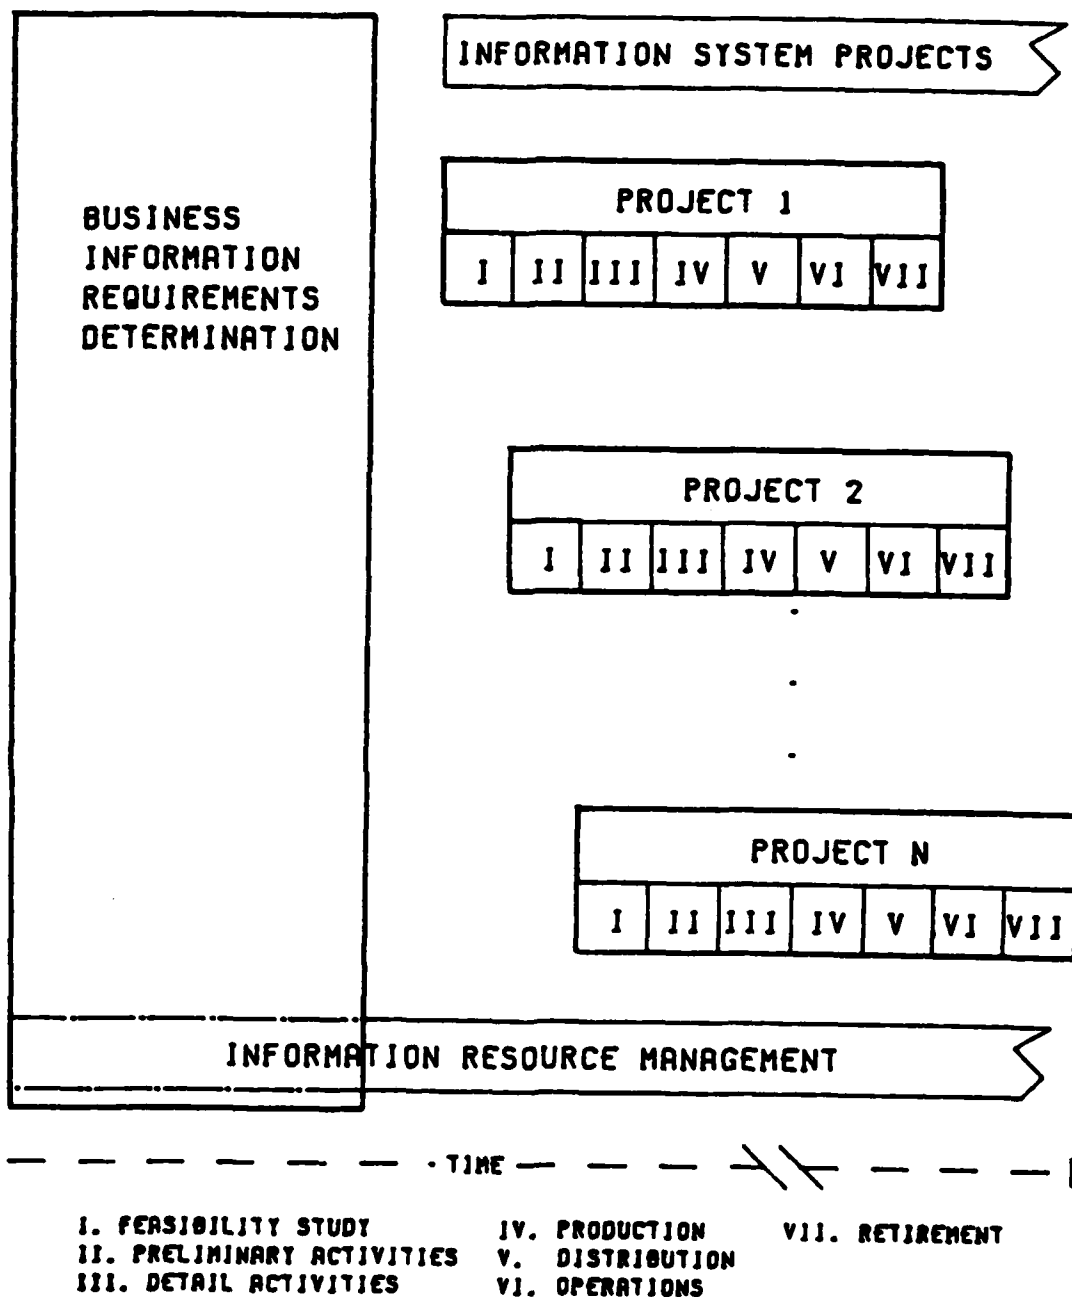 INFORMATION SYSTEM PROJECTS
BUSINESS
INFORMATION
REQUIREMENTS
DETERMINATION
PROJECT 1
I II III IV V VI VII
PROJECT 2
I II III IV V VI VII
PROJECT N
I II III IV V VI VII
INFORMATION RESOURCE MANAGEMENT
TIME
I. FEASIBILITY STUDY
II. PRELIMINARY ACTIVITIES
III. DETAIL ACTIVITIES
IV. PRODUCTION
V. DISTRIBUTION
VI. OPERATIONS
VII. RETIREMENT